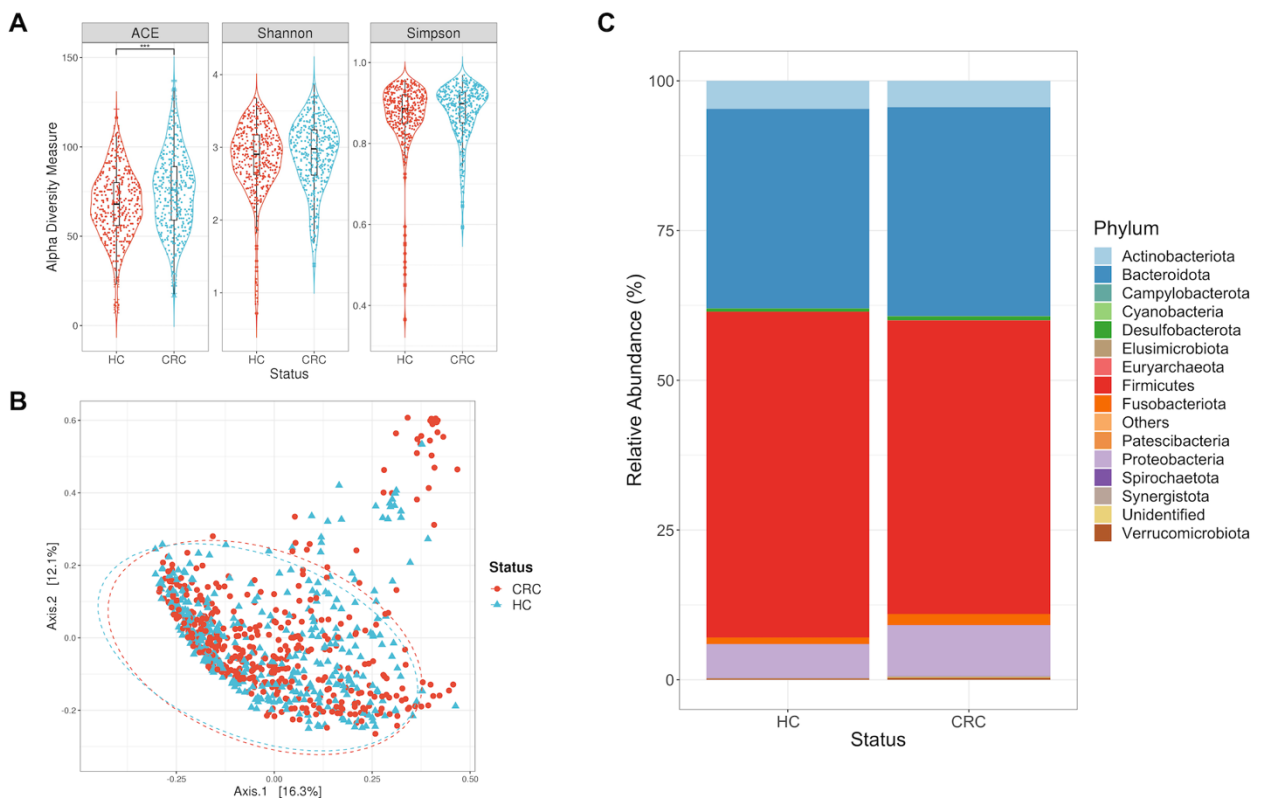 A
ACE
Shannon
Simpson
***
Alpha Diversity Measure
150
100
50
0
4
3
2
1
1.0
0.8
0.6
0.4
HC
CRC
HC
CRC
HC
CRC
Status
B
Axis.2 [12.1%]
0.6
0.4
0.2
0.0
-0.2
-0.25
0.00
0.25
0.50
Axis.1 [16.3%]
Status
CRC
HC
C
Relative Abundance (%)
100
75
50
25
0
HC
CRC
Status
Phylum
Actinobacteriota
Bacteroidota
Campylobacterota
Cyanobacteria
Desulfobacterota
Elusimicrobiota
Euryarchaeota
Firmicutes
Fusobacteriota
Others
Patescibacteria
Proteobacteria
Spirochaetota
Synergistota
Unidentified
Verrucomicrobiota